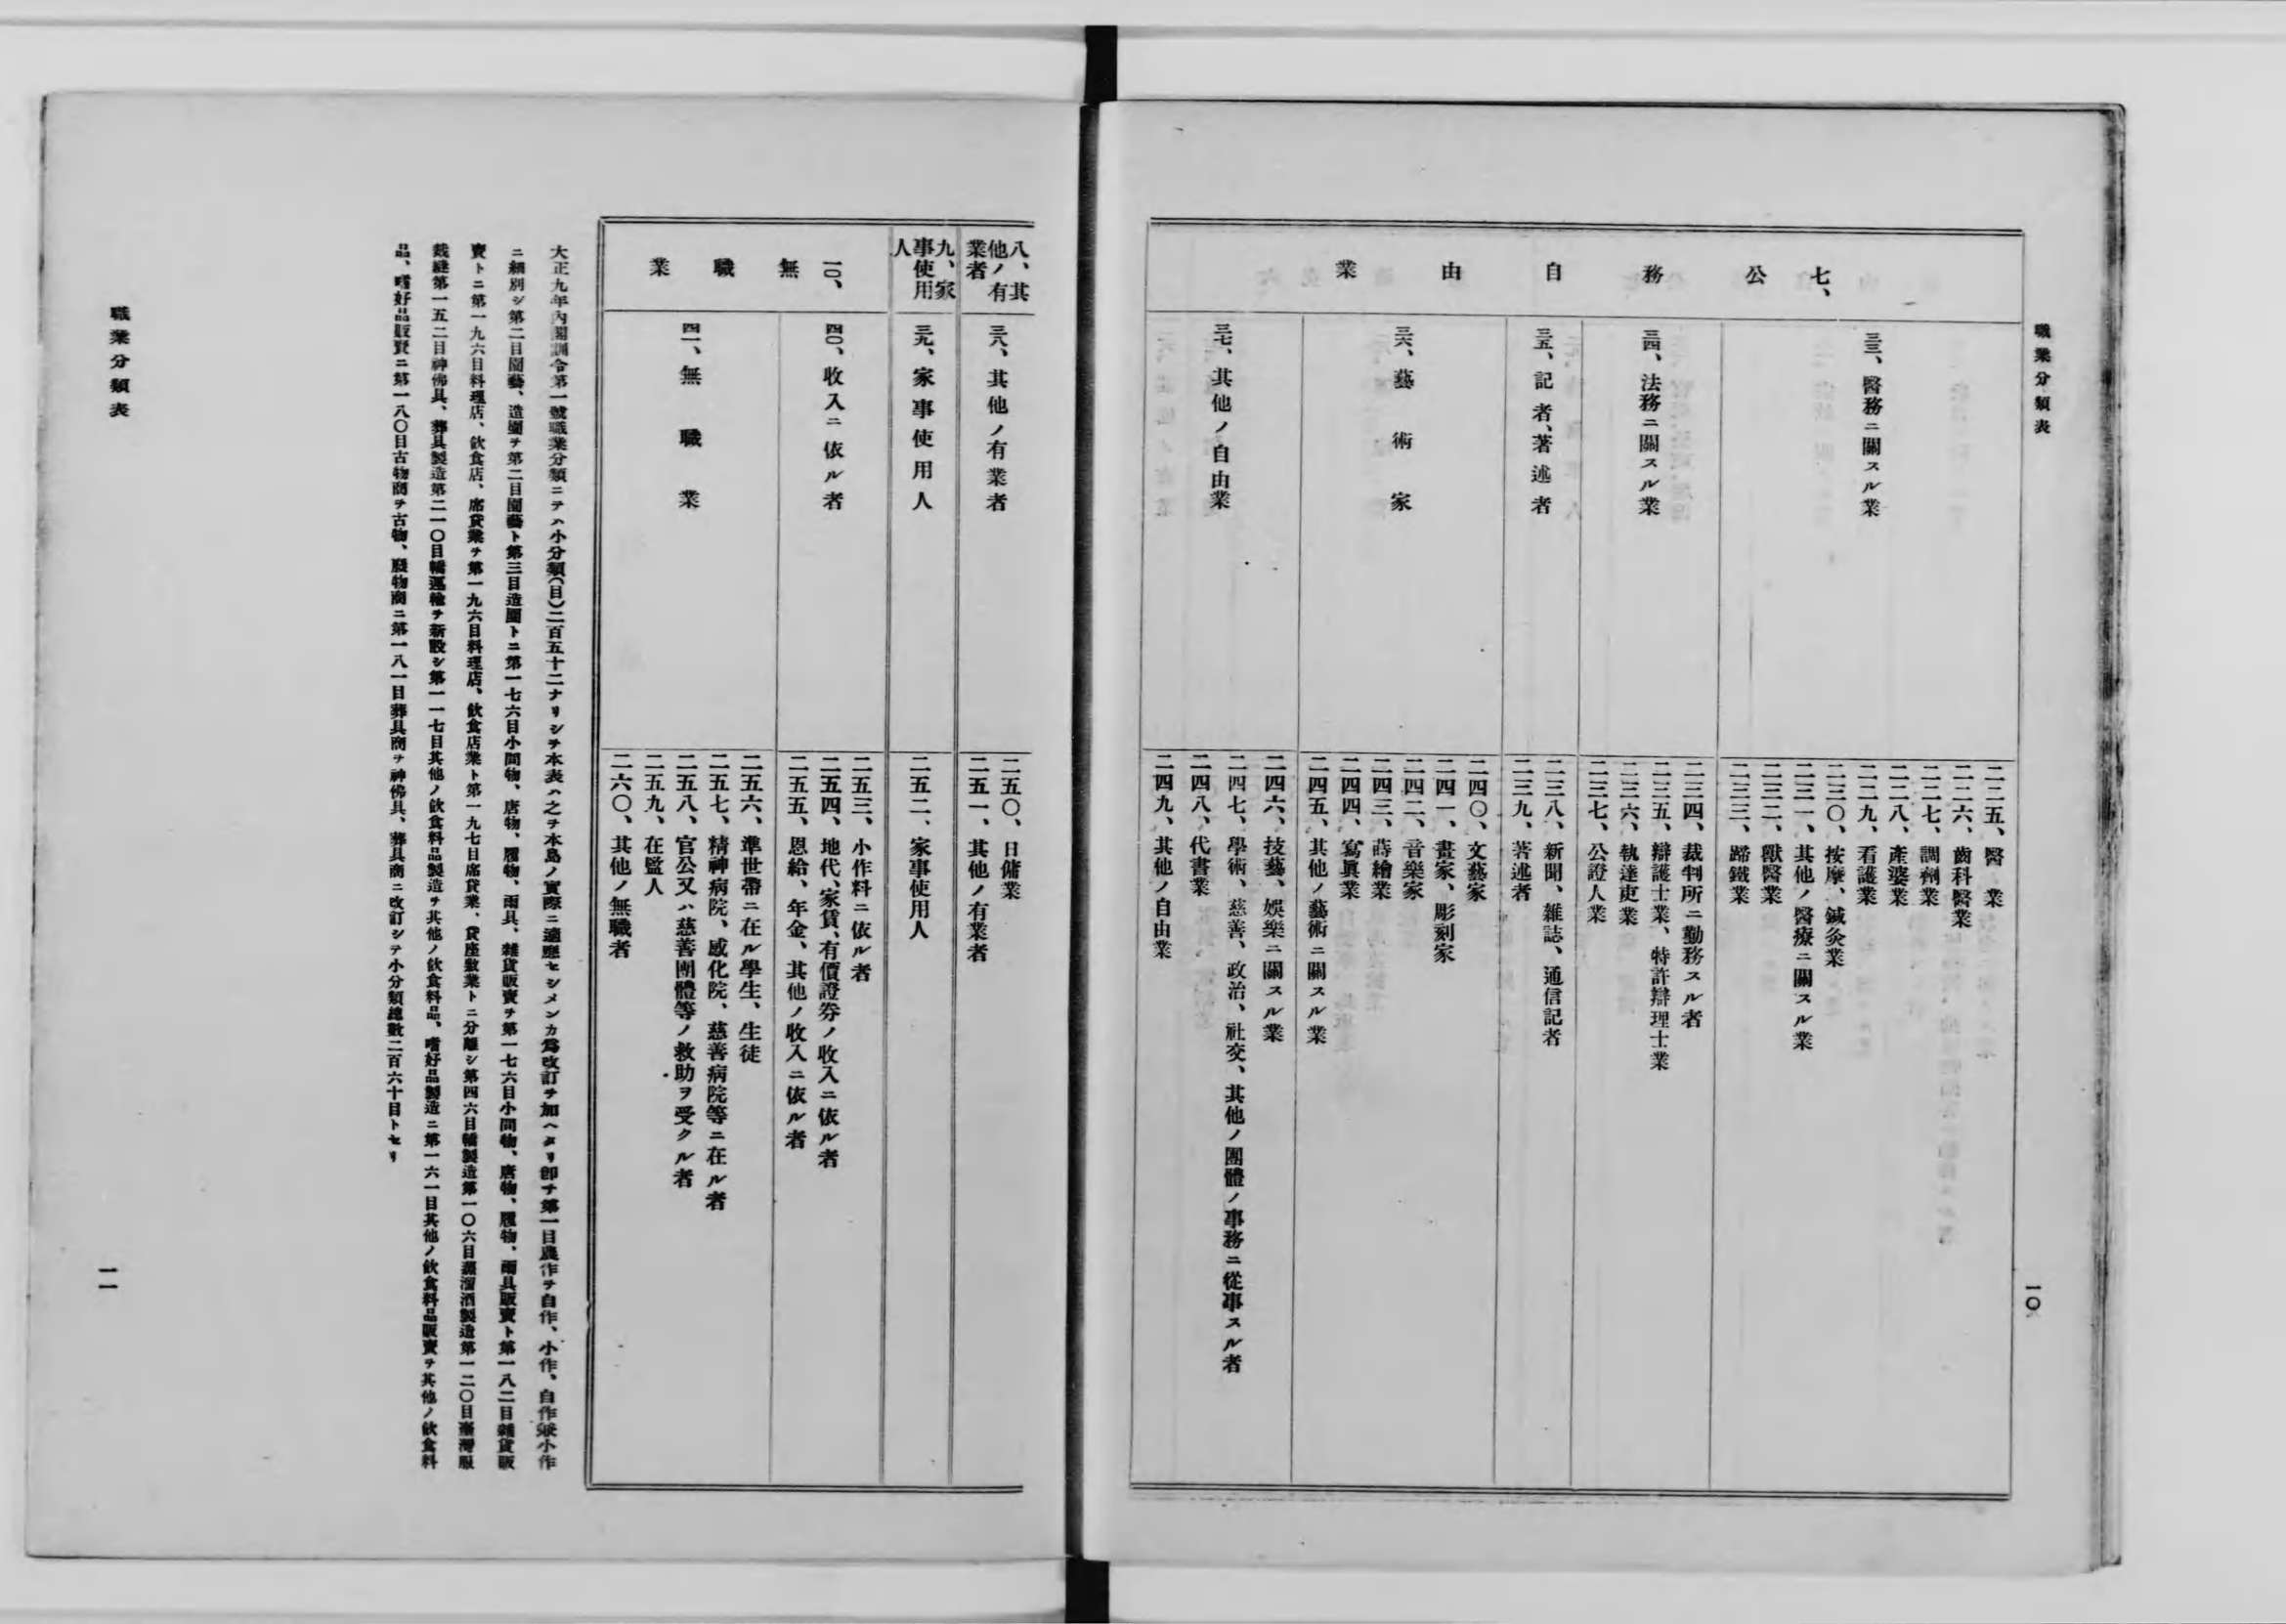 職業分類表
一〇
七、公務自由業
三三、醫務ニ關スル業
二二五、醫業
二二六、齒科醫業
二二七、調劑業
二二八、產婆業
二二九、看護業
二三〇、按摩、鍼灸業
二三一、其他ノ醫療ニ關スル業
二三二、獸醫業
二三三、蹄鐵業
三四、法務ニ關スル業
二三四、裁判所ニ勤務スル者
二三五、辯護士業、特許辯理士業
二三六、執達吏業
二三七、公證人業
三五、記者、著述者
二三八、新聞、雜誌、通信記者
二三九、著述者
三六、藝術家
二四〇、文藝家
二四一、畫家、彫刻家
二四二、音樂家
二四三、蒔繪業
二四四、寫眞業
二四五、其他ノ藝術ニ關スル業
三七、其他ノ自由業
二四六、技藝、娛樂ニ關スル業
二四七、學術、慈善、政治、社交、其他ノ團體ノ事務ニ從事スル者
二四八、代書業
二四九、其他ノ自由業
八、其他ノ有業者
三八、其他ノ有業者
二五〇、日傭業
二五一、其他ノ有業者
九、家事使用人
三九、家事使用人
二五二、家事使用人
一〇、無職業
四〇、收入ニ依ル者
二五三、小作料ニ依ル者
二五四、地代、家賃、有價證券ノ收入ニ依ル者
二五五、恩給、年金、其他ノ收入ニ依ル者
四一、無職業
二五六、準世帶ニ在ル學生、生徒
二五七、精神病院、感化院、慈善病院等ニ在ル者
二五八、官公又ハ慈善團體等ノ救助ヲ受クル者
二五九、在監人
二六〇、其他ノ無職者
大正九年內閣訓令第一號職業分類ニテハ小分類(目)二百五十二ナリシヲ本表ハ之ヲ本島ノ實際ニ適應セシメンカ爲改訂ヲ加ヘタリ卽チ第一目農作ヲ自作、小作、自作兼小作
ニ細別シ第二目園藝、造園ヲ第二目園藝ト第三目造園トニ第一七六目小間物、唐物、履物、雨具、雜貨販賣ヲ第一七六目小間物、唐物、履物、雨具販賣ト第一八二目雜貨販
賣トニ第一九六目料理店、飮食店、席貸業ヲ第一九六目料理店、飮食店業ト第一九七目席貸業、貸座敷業トニ分離シ第四六目轎製造第一〇六目蒸溜酒製造第一二〇目臺灣服
裁縫第一五二目神佛具、葬具製造第二一〇目轎運輸ヲ新設シ第一一七目其他ノ飮食料品製造ヲ其他ノ飮食料品、嗜好品製造ニ第一六一目其他ノ飮食料品販賣ヲ其他ノ飮食料
品、嗜好品販賣ニ第一八〇目古物商ヲ古物、廢物商ニ第一八一目葬具商ヲ神佛具、葬具商ニ改訂シテ小分類總數二百六十目トセリ
職業分類表
一一